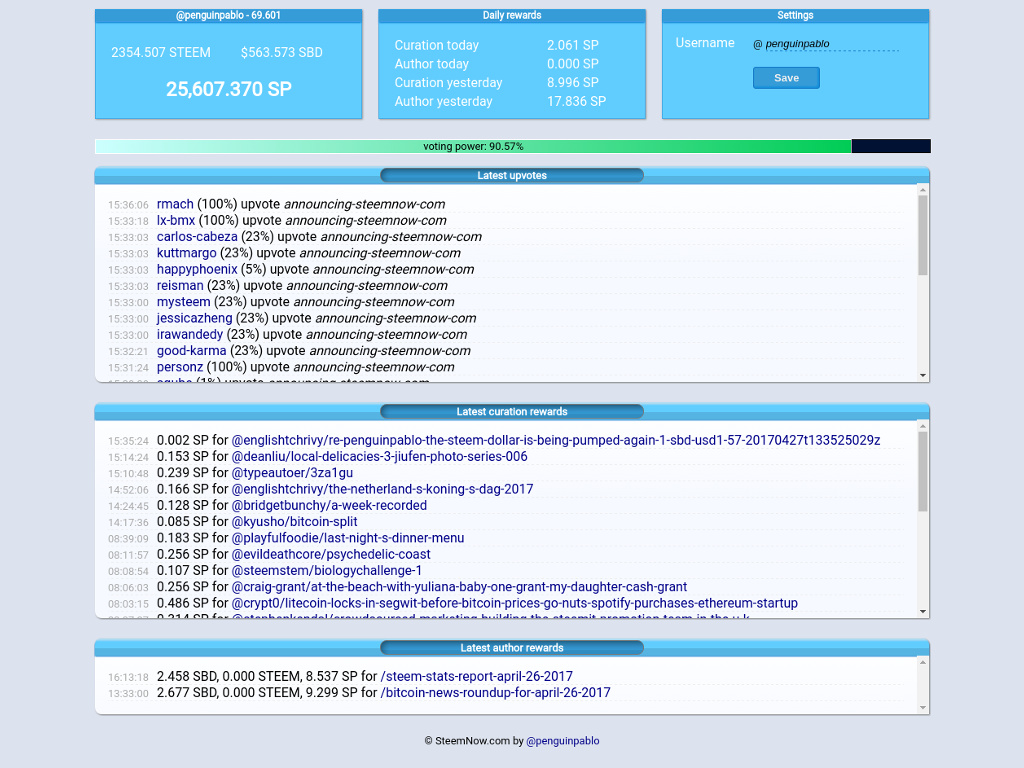 @penguinpablo - 69.601
2354.507 STEEM $563.573 SBD
25,607.370 SP
Daily rewards
Curation today 2.061 SP
Author today 0.000 SP
Curation yesterday 8.996 SP
Author yesterday 17.836 SP
Settings
Username @ penguinpablo
Save
voting power: 90.57%
Latest upvotes
15:36:06 rmach (100%) upvote announcing-steemnow-com
15:33:18 lx-bmx (100%) upvote announcing-steemnow-com
15:33:03 carlos-cabeza (23%) upvote announcing-steemnow-com
15:33:03 kuttmargo (23%) upvote announcing-steemnow-com
15:33:03 happyphoenix (5%) upvote announcing-steemnow-com
15:33:03 reisman (23%) upvote announcing-steemnow-com
15:33:00 mysteem (23%) upvote announcing-steemnow-com
15:33:00 jessicazheng (23%) upvote announcing-steemnow-com
15:33:00 irawandedy (23%) upvote announcing-steemnow-com
15:32:21 good-karma (23%) upvote announcing-steemnow-com
15:31:24 personz (100%) upvote announcing-steemnow-com
(1%) upvote announcing-steemnow-com
Latest curation rewards
15:35:24 0.002 SP for @englishtchrivy/re-penguinpablo-the-steem-dollar-is-being-pumped-again-1-sbd-usd1-57-20170427t133525029z
15:14:24 0.153 SP for @deanliu/local-delicacies-3-jiufen-photo-series-006
15:10:48 0.239 SP for @typeautoer/3za1gu
14:52:06 0.166 SP for @englishtchrivy/the-netherland-s-koning-s-dag-2017
14:24:45 0.128 SP for @bridgetbunchy/a-week-recorded
14:17:36 0.085 SP for @kyusho/bitcoin-split
08:39:09 0.183 SP for @playfulfoodie/last-night-s-dinner-menu
08:11:57 0.256 SP for @evildeathcore/psychedelic-coast
08:08:54 0.107 SP for @steemstem/biologychallenge-1
08:06:03 0.256 SP for @craig-grant/at-the-beach-with-yuliana-baby-one-grant-my-daughter-cash-grant
08:03:15 0.486 SP for @crypt0/litecoin-locks-in-segwit-before-bitcoin-prices-go-nuts-spotify-purchases-ethereum-startup
SP for
Latest author rewards
16:13:18 2.458 SBD, 0.000 STEEM, 8.537 SP for /steem-stats-report-april-26-2017
13:33:00 2.677 SBD, 0.000 STEEM, 9.299 SP for /bitcoin-news-roundup-for-april-26-2017
© SteemNow.com by @penguinpablo